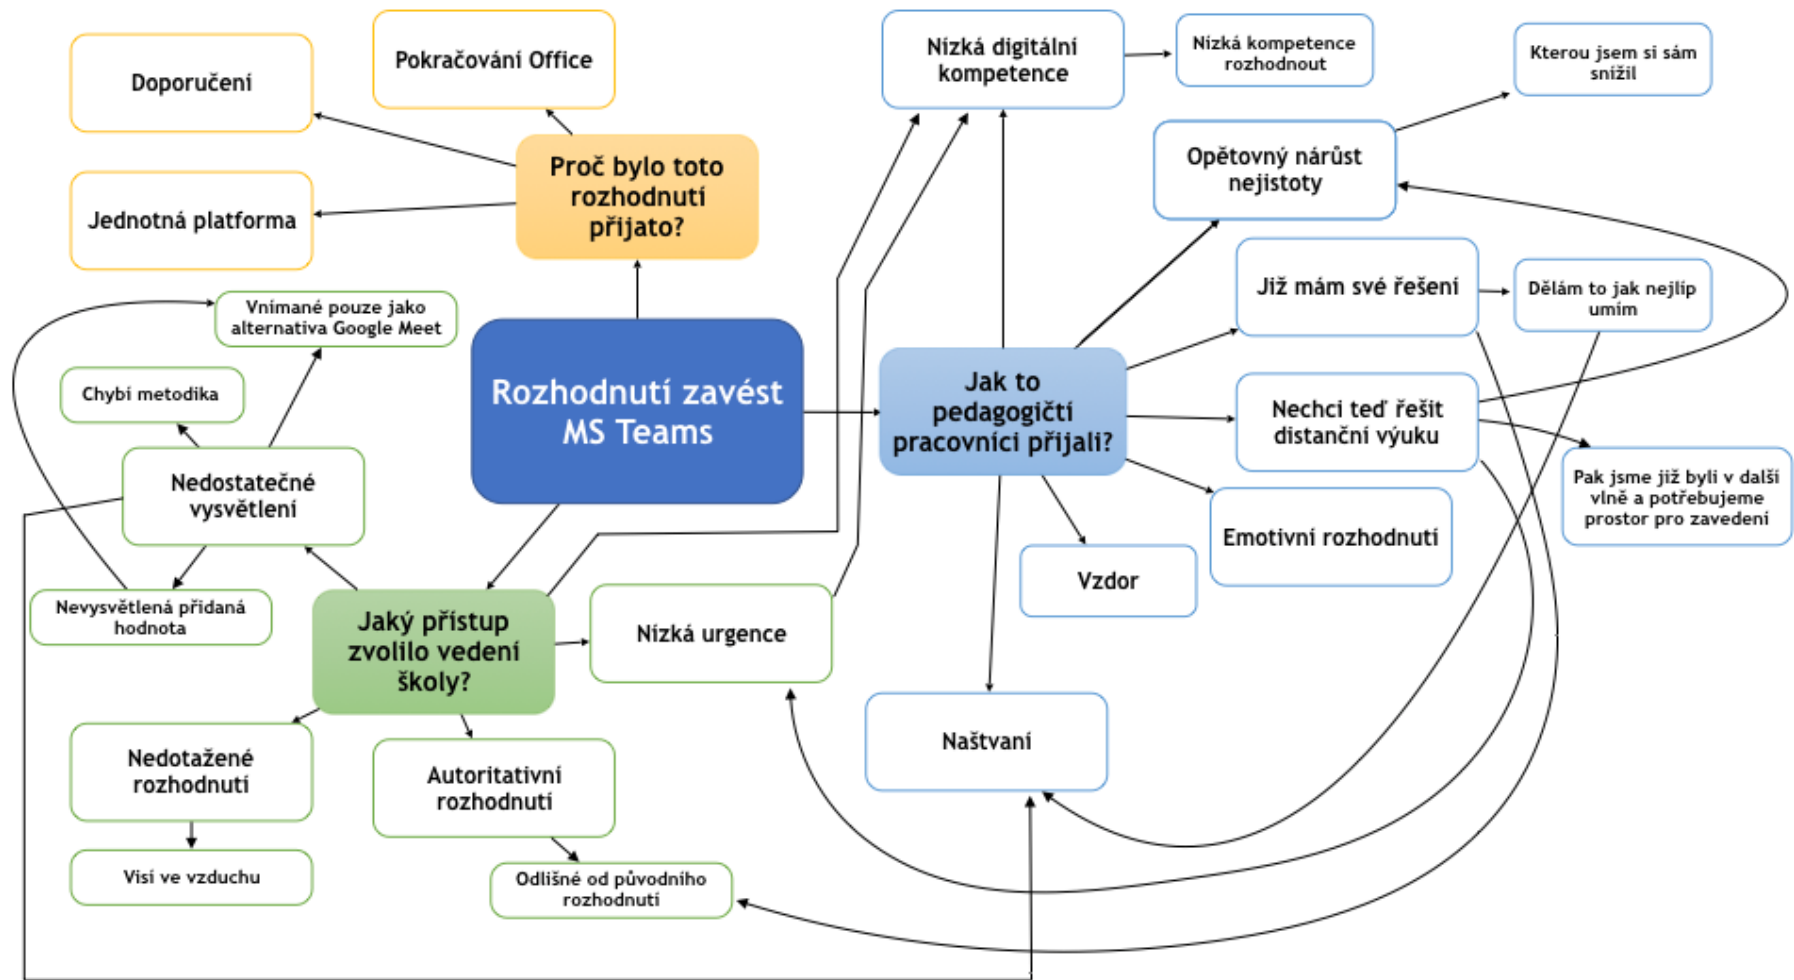 Doporučení
Pokračování Office
Jednotná platforma
Proč bylo toto
rozhodnutí
přijato?
Nízká digitální
kompetence
Nízká kompetence
rozhodnout
Kterou jsem si sám
snížil
Opětovný nárůst
nejistoty
Již mám své řešení
Dělám to jak nejlíp
umím
Vnímané pouze jako
alternativa Google Meet
Chybí metodika
Nedostatečné
vysvětlení
Nevysvětlená přidaná
hodnota
Rozhodnutí zavést
MS Teams
Jak to
pedagogičtí
pracovníci přijali?
Nechci teď řešit
distanční výuku
Pak jsme již byli v další
vlně a potřebujeme
prostor pro zavedení
Emotivní rozhodnutí
Vzdor
Naštvaní
Jaký přístup
zvolilo vedení
školy?
Nízká urgence
Nedotažené
rozhodnutí
Visí ve vzduchu
Autoritativní
rozhodnutí
Odlišné od původního
rozhodnutí